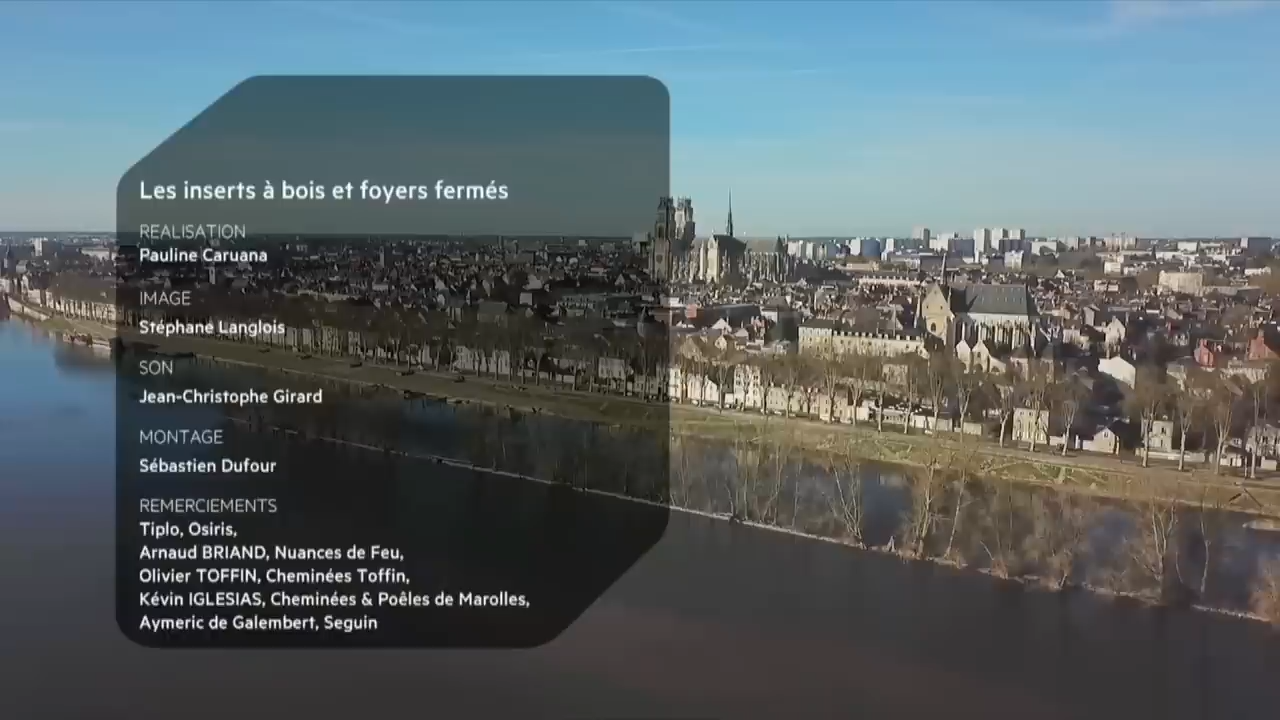 Les inserts à bois et foyers fermés
REALISATION
Pauline Caruana
IMAGE
Stéphane Langlois
SON
Jean-Christophe Girard
MONTAGE
Sébastien Dufour
REMERCIEMENTS
Tiplo, Osiris,
Arnaud BRIAND, Nuances de Feu,
Olivier TOFFIN, Cheminées Toffin,
Kévin IGLESIAS, Cheminées & Poêles de Marolles,
Aymeric de Galembert, Seguin